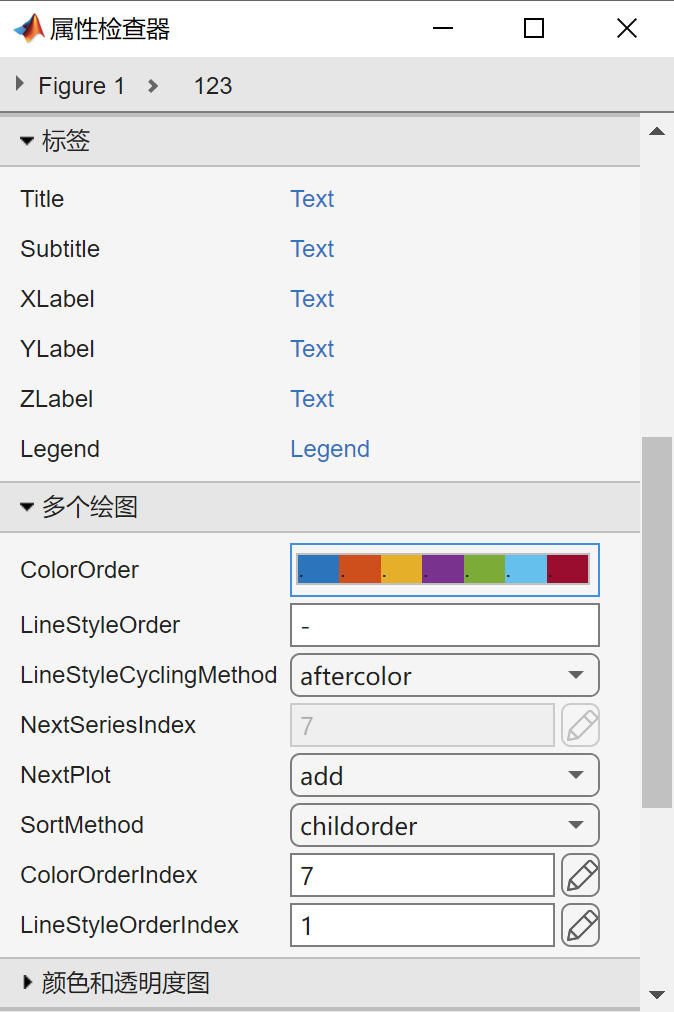 属性检查器
Figure 1 123
标签
Title Text
Subtitle Text
XLabel Text
YLabel Text
ZLabel Text
Legend Legend
多个绘图
ColorOrder
LineStyleOrder -
LineStyleCyclingMethod aftercolor
NextSeriesIndex 7
NextPlot add
SortMethod childorder
ColorOrderIndex 7
LineStyleOrderIndex 1
颜色和透明度图